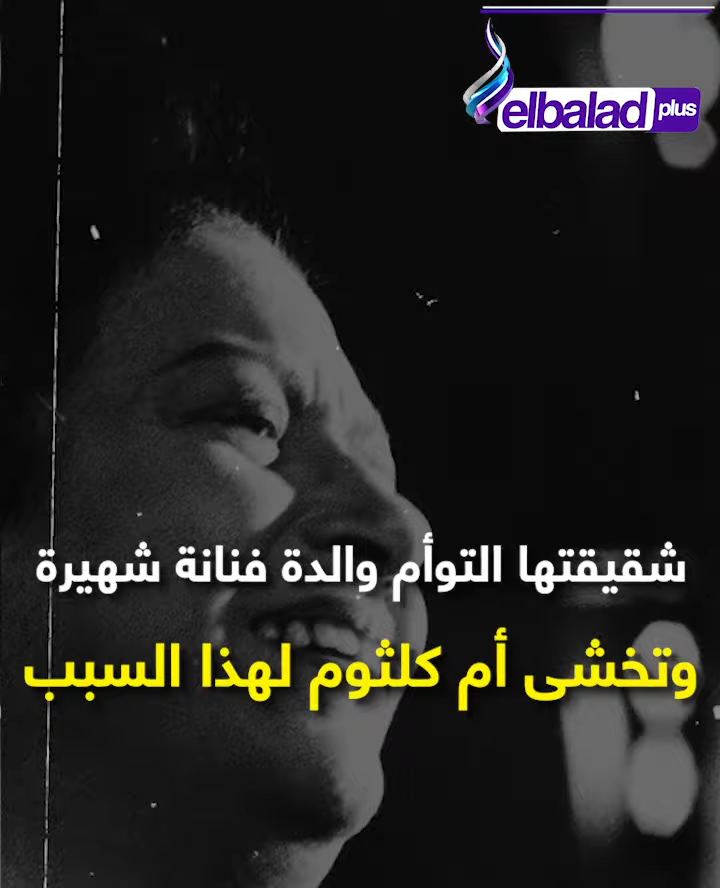 elbalad plus
شقيقتها التوأم والدة فنانة شهيرة
وتخشى أم كلثوم لهذا السبب